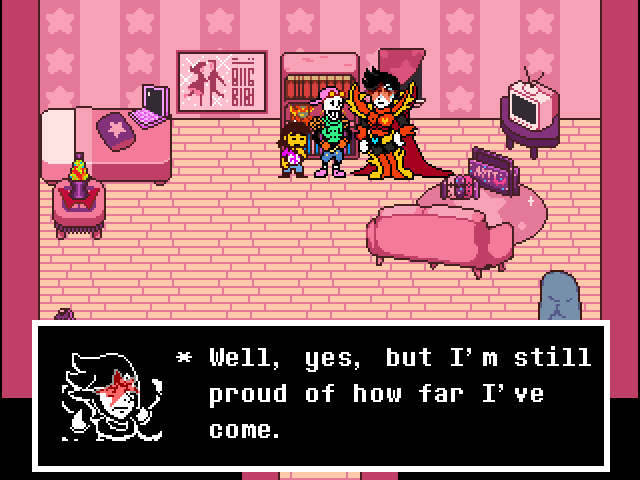 * Well, yes, but I'm still
proud of how far I've
come.